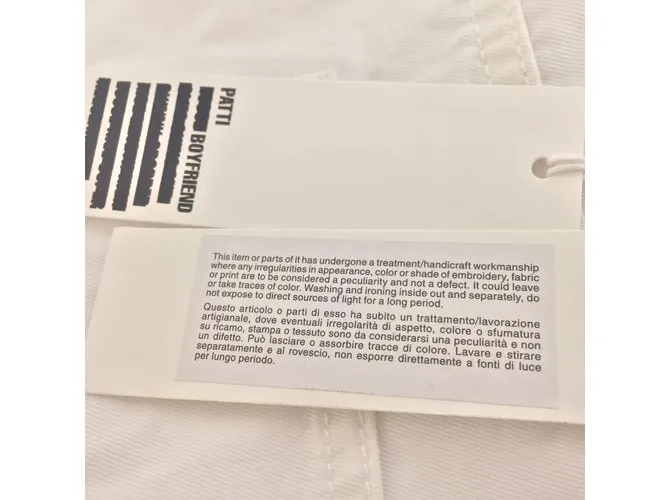 PATTI
BOYFRIEND
This item or parts of it has undergone a treatment/handicraft workmanship
where any irregularities in appearance, color or shade of embroidery, fabric
or print are to be considered a peculiarity and not a defect. It could leave
or take traces of color. Washing and ironing inside out and separately, do
not expose to direct sources of light for a long period.
Questo articolo o parti di esso ha subito un trattamento/lavorazione
artigianale, dove eventuali irregolarità di aspetto, colore o sfumatura
su ricamo, stampa o tessuto sono da considerarsi una peculiarità e non
un difetto. Può lasciare o assorbire tracce di colore. Lavare e stirare
separatamente e al rovescio, non esporre direttamente a fonti di luce
per lungo periodo.